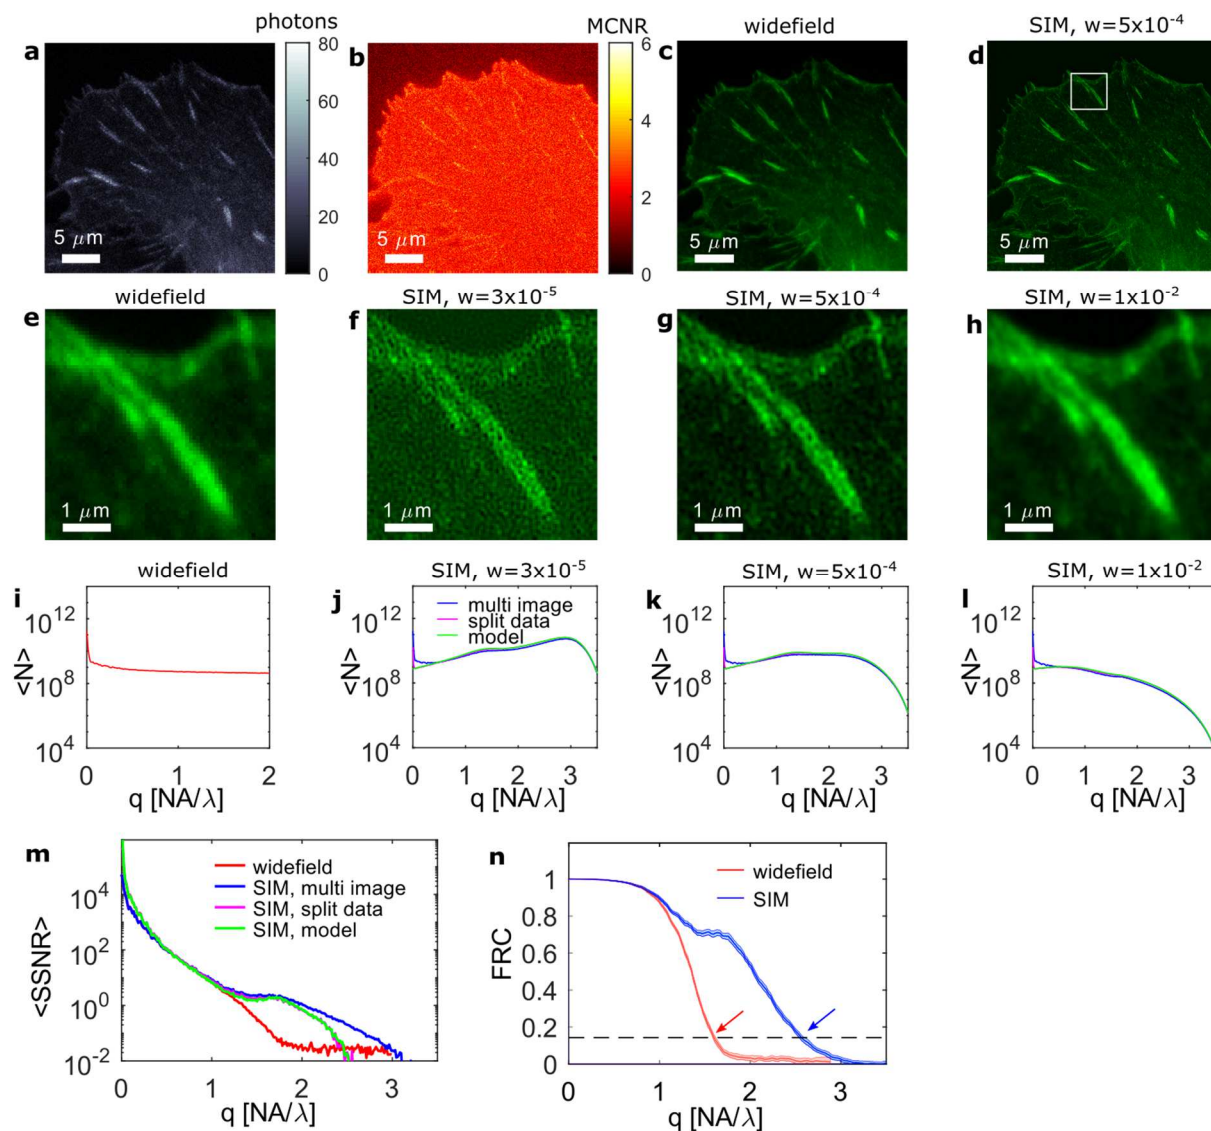 photons
MCNR
widefield
SIM, w=5x10⁻⁴
a
b
c
d
80
60
40
20
0
6
4
2
0
5 μm
5 μm
5 μm
5 μm
widefield
SIM, w=3x10⁻⁵
SIM, w=5x10⁻⁴
SIM, w=1x10⁻²
e
f
g
h
1 μm
1 μm
1 μm
1 μm
widefield
SIM, w=3x10⁻⁵
SIM, w=5x10⁻⁴
SIM, w=1x10⁻²
i
<N>
10¹²
10⁸
10⁴
0 1 2
q [NA/λ]
j
<N>
10¹²
10⁸
10⁴
multi image
split data
model
0 1 2 3
q [NA/λ]
k
<N>
10¹²
10⁸
10⁴
0 1 2 3
q [NA/λ]
l
<N>
10¹²
10⁸
10⁴
0 1 2 3
q [NA/λ]
m
<SSNR>
10⁴
10²
10⁰
10⁻²
widefield
SIM, multi image
SIM, split data
SIM, model
0 1 2 3
q [NA/λ]
n
FRC
1
0.8
0.6
0.4
0.2
0
widefield
SIM
0 1 2 3
q [NA/λ]